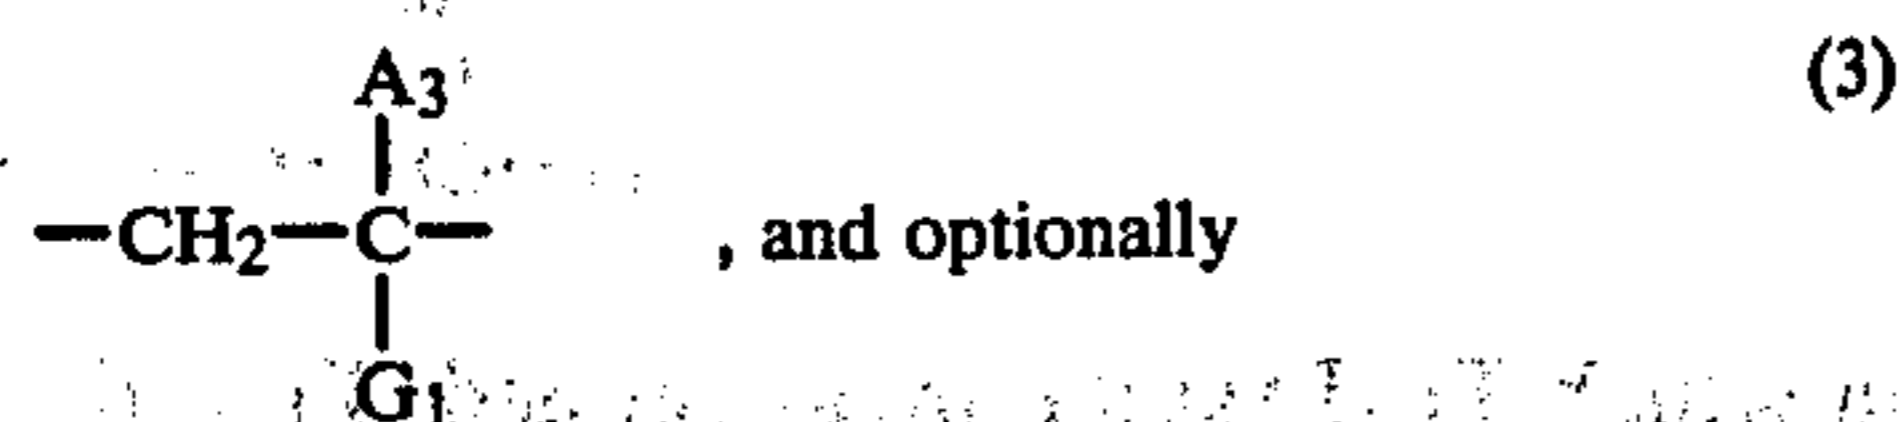 A3
(3)
—CH2—C— , and optionally
G1